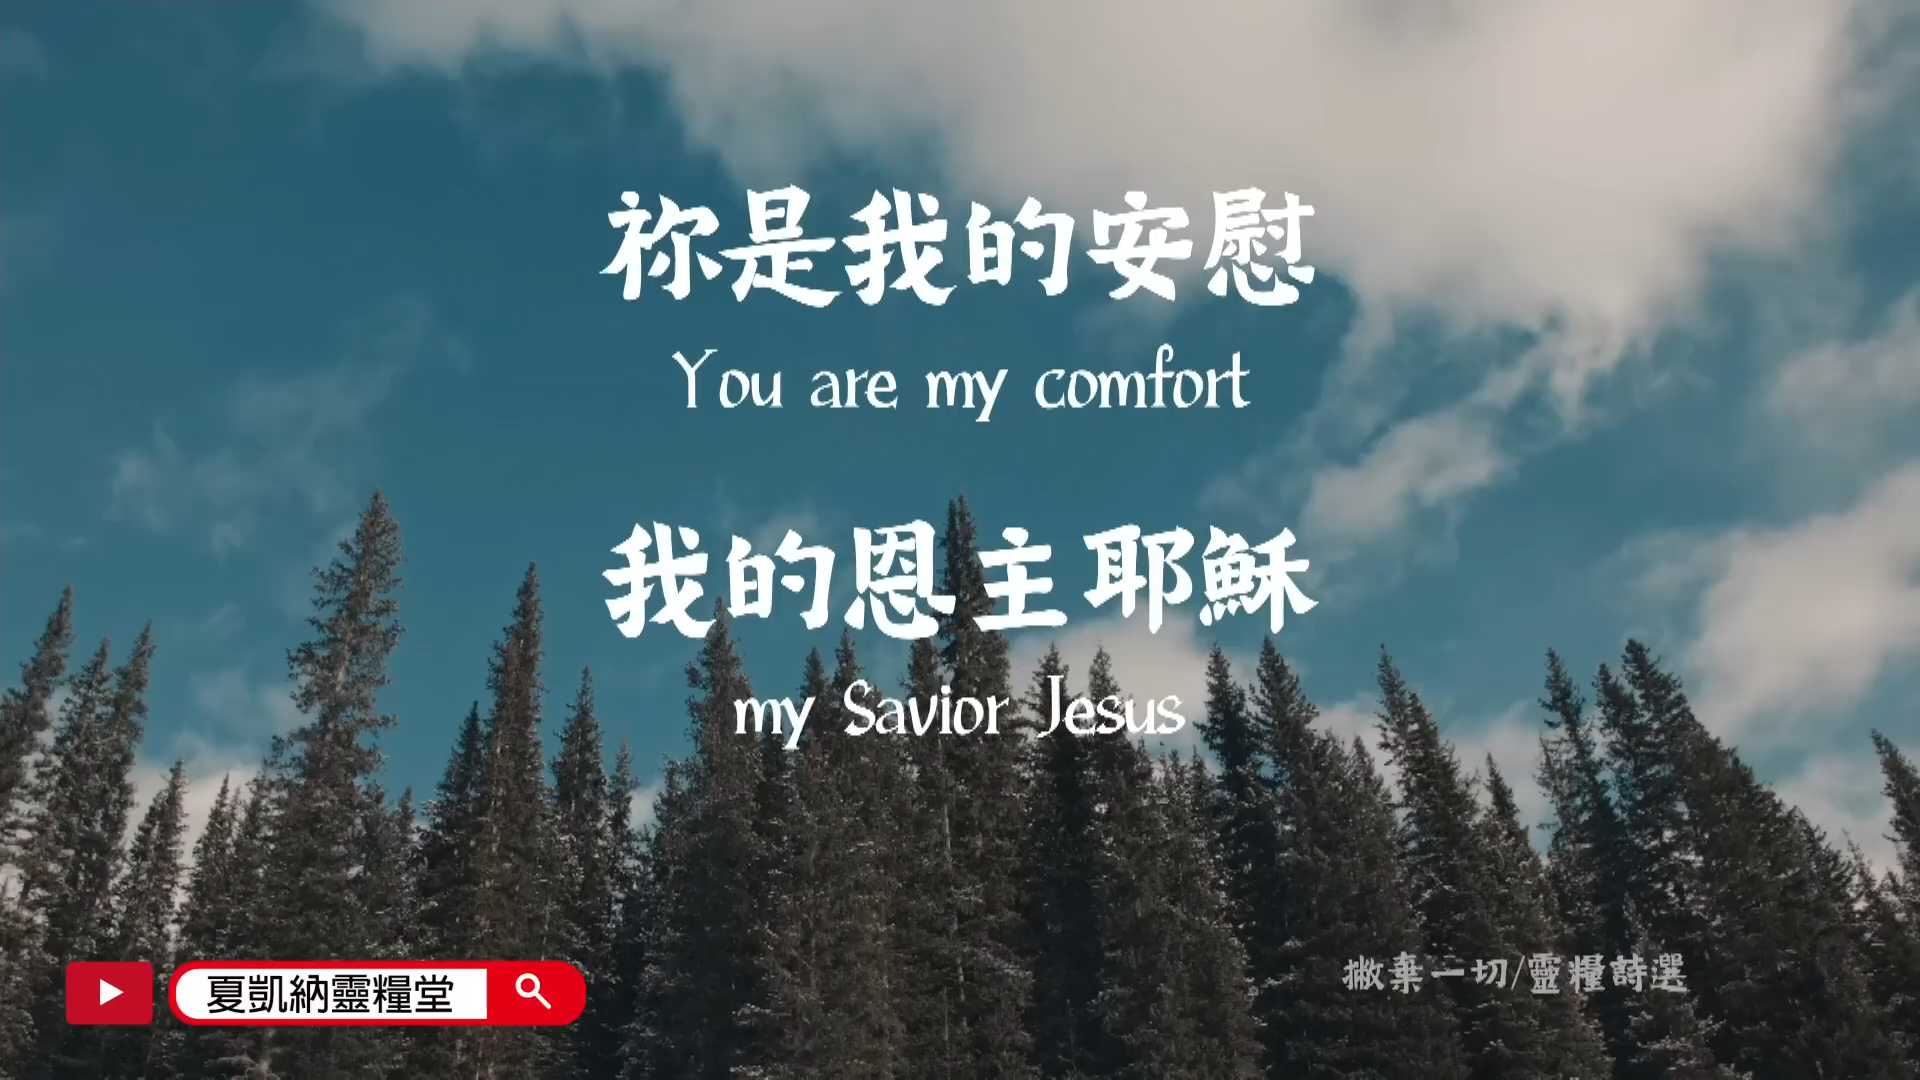 祢是我的安慰
You are my comfort
我的恩主耶穌
my Savior Jesus
夏凱納靈糧堂
撇棄一切/靈糧詩選